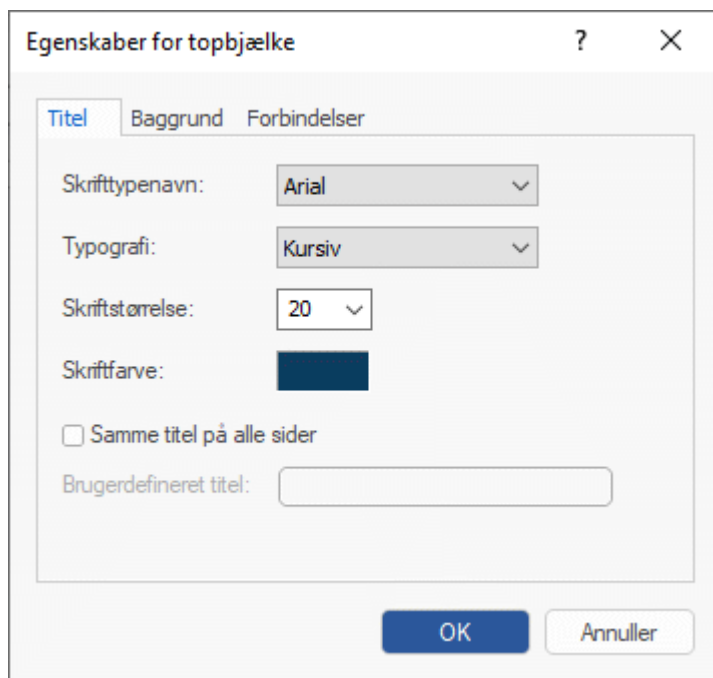 Egenskaber for topbjælke
Titel Baggrund Forbindelser
Skrifttypenavn: Arial
Typografi: Kursiv
Skriftstørrelse: 20
Skriftfarve:
Samme titel på alle sider
Brugerdefineret titel:
OK Annuller